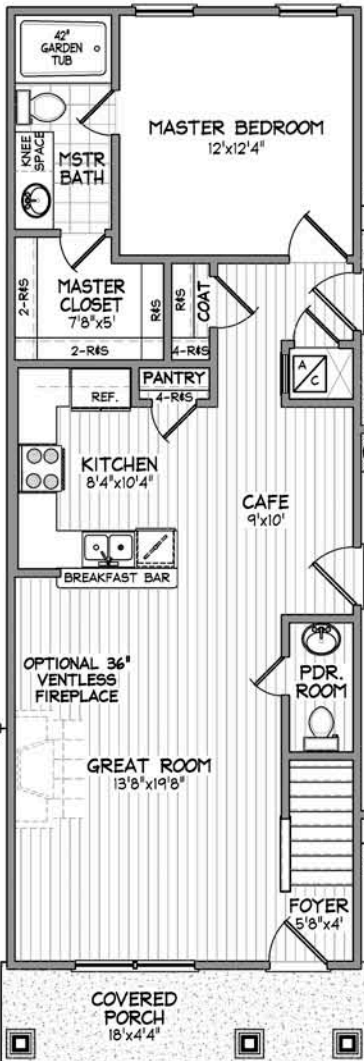 42"
GARDEN
TUB
MASTER BEDROOM
12'x12'4"
KNEE
SPACE
MSTR
BATH
MASTER
CLOSET
7'8"x5'
2-R&S
R&S
2-R&S
R&S
COAT
4-R&S
A
C
PANTRY
4-R&S
REF.
KITCHEN
8'4"x10'4"
CAFE
9'x10'
BREAKFAST BAR
OPTIONAL 36"
VENTLESS
FIREPLACE
PDR.
ROOM
GREAT ROOM
13'8"x19'8"
FOYER
5'8"x4'
COVERED
PORCH
18'x4'4"